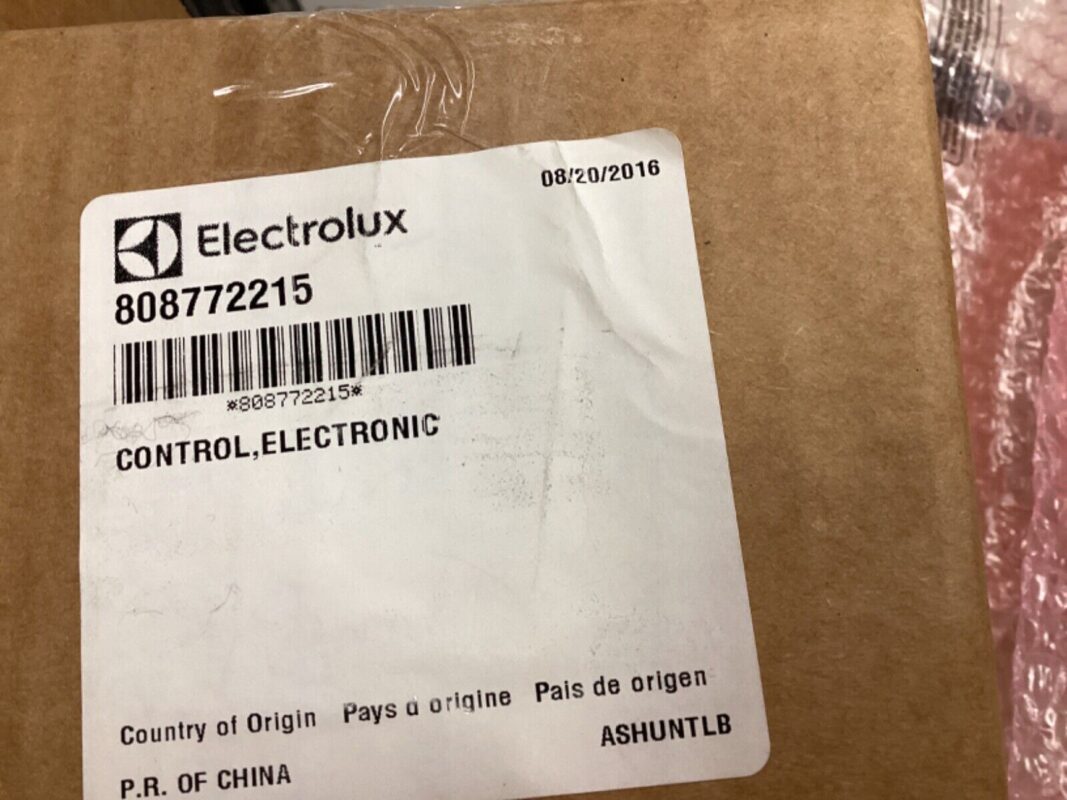 08/20/2016
Electrolux
808772215
*808772215*
CONTROL,ELECTRONIC
Country of Origin Pays d origine Pais de origen
ASHUNTLB
P.R. OF CHINA